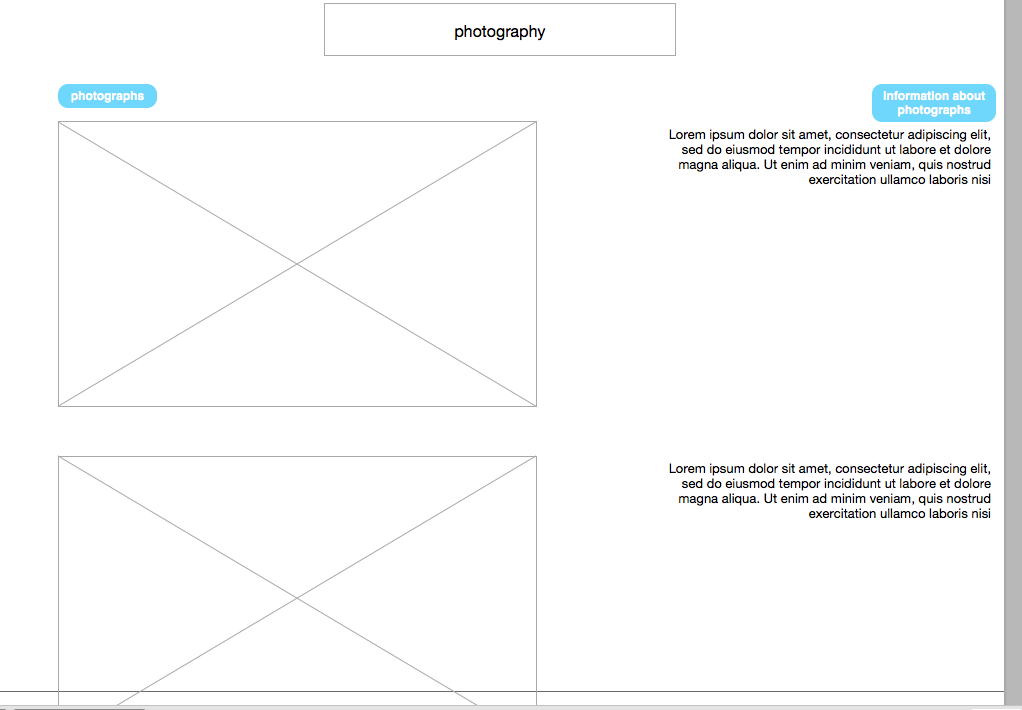 photography
photographs
information about
photographs
Lorem ipsum dolor sit amet, consectetur adipiscing elit,
sed do eiusmod tempor incididunt ut labore et dolore
magna aliqua. Ut enim ad minim veniam, quis nostrud
exercitation ullamco laboris nisi
Lorem ipsum dolor sit amet, consectetur adipiscing elit,
sed do eiusmod tempor incididunt ut labore et dolore
magna aliqua. Ut enim ad minim veniam, quis nostrud
exercitation ullamco laboris nisi